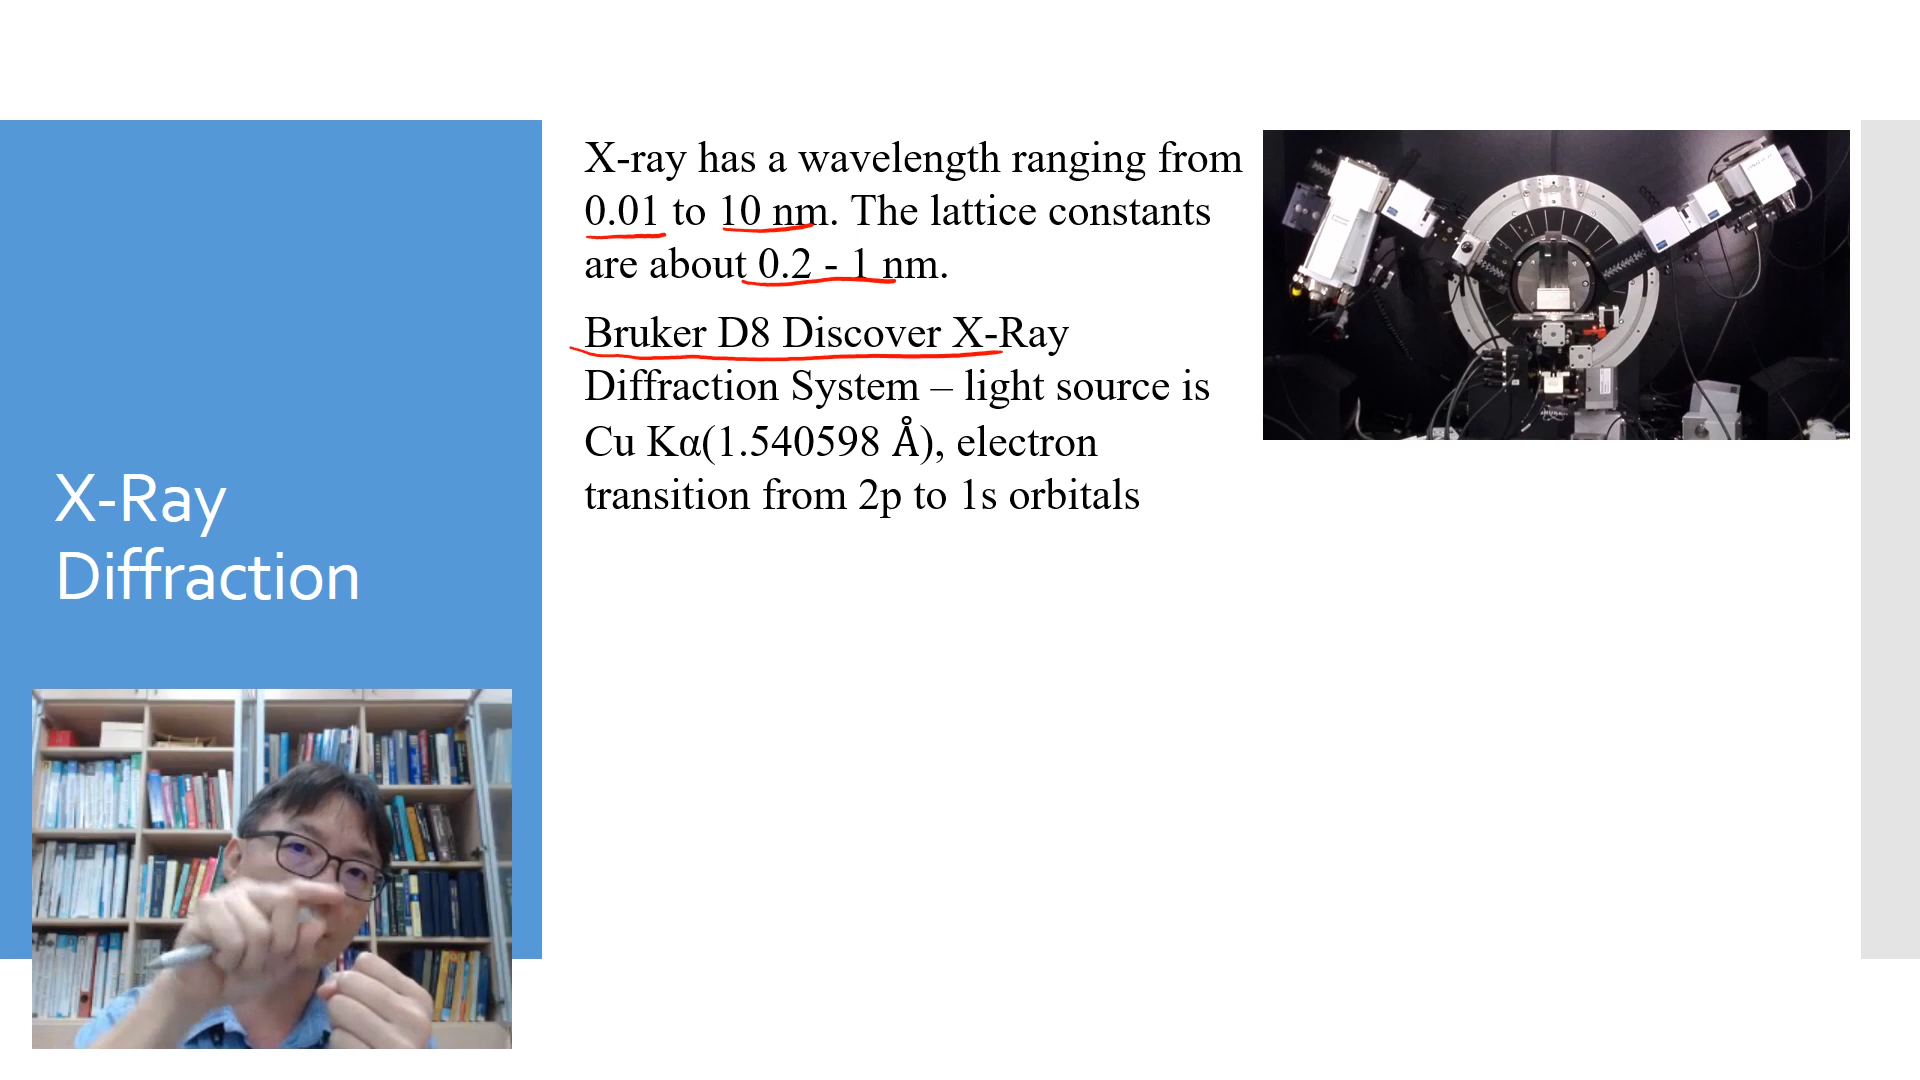 X-Ray
Diffraction
X-ray has a wavelength ranging from
0.01 to 10 nm. The lattice constants
are about 0.2 - 1 nm.
Bruker D8 Discover X-Ray
Diffraction System – light source is
Cu Kα(1.540598 Å), electron
transition from 2p to 1s orbitals